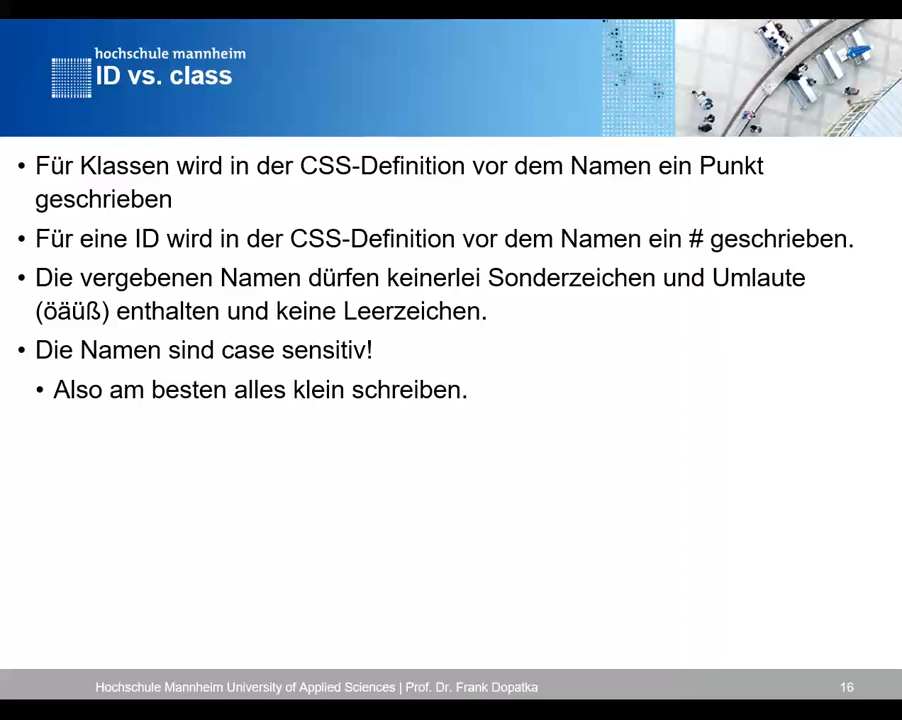 hochschule mannheim
ID vs. class
• Für Klassen wird in der CSS-Definition vor dem Namen ein Punkt
geschrieben
• Für eine ID wird in der CSS-Definition vor dem Namen ein # geschrieben.
• Die vergebenen Namen dürfen keinerlei Sonderzeichen und Umlaute
(öäüß) enthalten und keine Leerzeichen.
• Die Namen sind case sensitiv!
• Also am besten alles klein schreiben.
Hochschule Mannheim University of Applied Sciences | Prof. Dr. Frank Dopatka
16